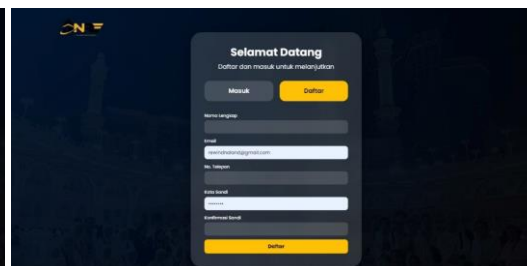 Selamat Datang
Daftar dan masuk untuk melanjutkan
Masuk Daftar
Nama Lengkap
Email
No. Telepon
Kata Sandi
Konfirmasi Sandi
Daftar